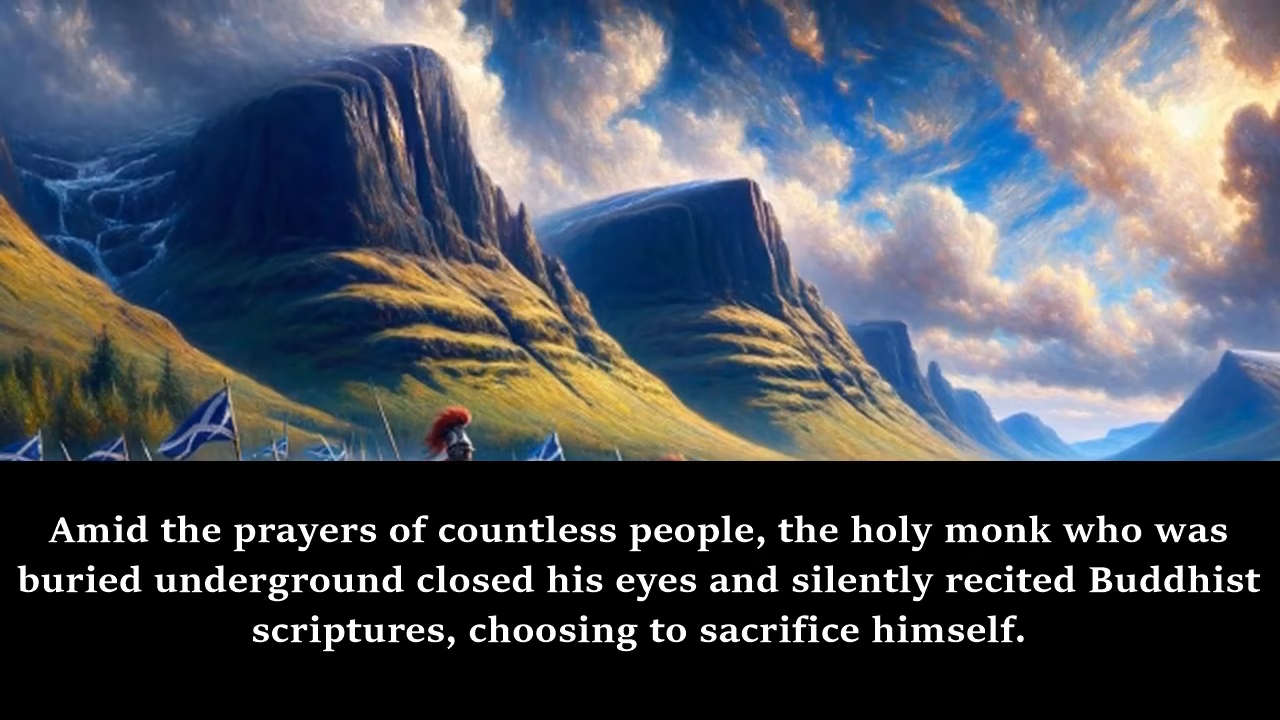 Amid the prayers of countless people, the holy monk who was
buried underground closed his eyes and silently recited Buddhist
scriptures, choosing to sacrifice himself.